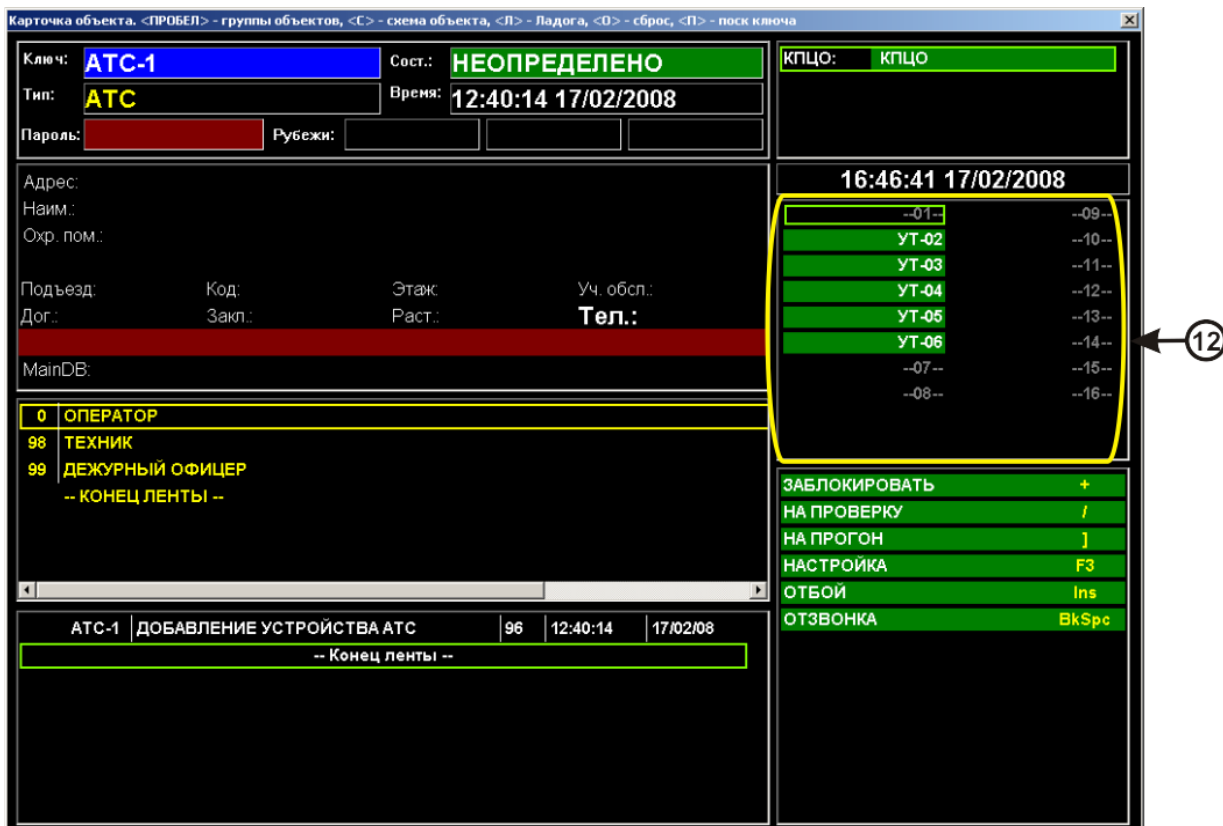 Карточка объекта. <ПРОБЕЛ> - группы объектов, <С> - схема объекта, <Л> - Ладога, <О> - сброс, <П> - поск ключа
Ключ: АТС-1 Сост.: НЕОПРЕДЕЛЕНО
Тип: АТС Время: 12:40:14 17/02/2008
Пароль: Рубежи:
КПЦО: КПЦО
16:46:41 17/02/2008
Адрес:
Наим.:
Охр. пом.:
Подъезд: Код: Этаж: Уч. обсл.:
Дог.: Закл.: Раст.: Тел.:
MainDB:
--01-- --09--
УТ-02 --10--
УТ-03 --11--
УТ-04 --12--
УТ-05 --13--
УТ-06 --14--
--07-- --15--
--08-- --16--
12
0 ОПЕРАТОР
98 ТЕХНИК
99 ДЕЖУРНЫЙ ОФИЦЕР
-- КОНЕЦ ЛЕНТЫ --
ЗАБЛОКИРОВАТЬ +
НА ПРОВЕРКУ /
НА ПРОГОН ]
НАСТРОЙКА F3
ОТБОЙ Ins
ОТЗВОНКА BkSpc
АТС-1 ДОБАВЛЕНИЕ УСТРОЙСТВА АТС 96 12:40:14 17/02/08
-- Конец ленты --